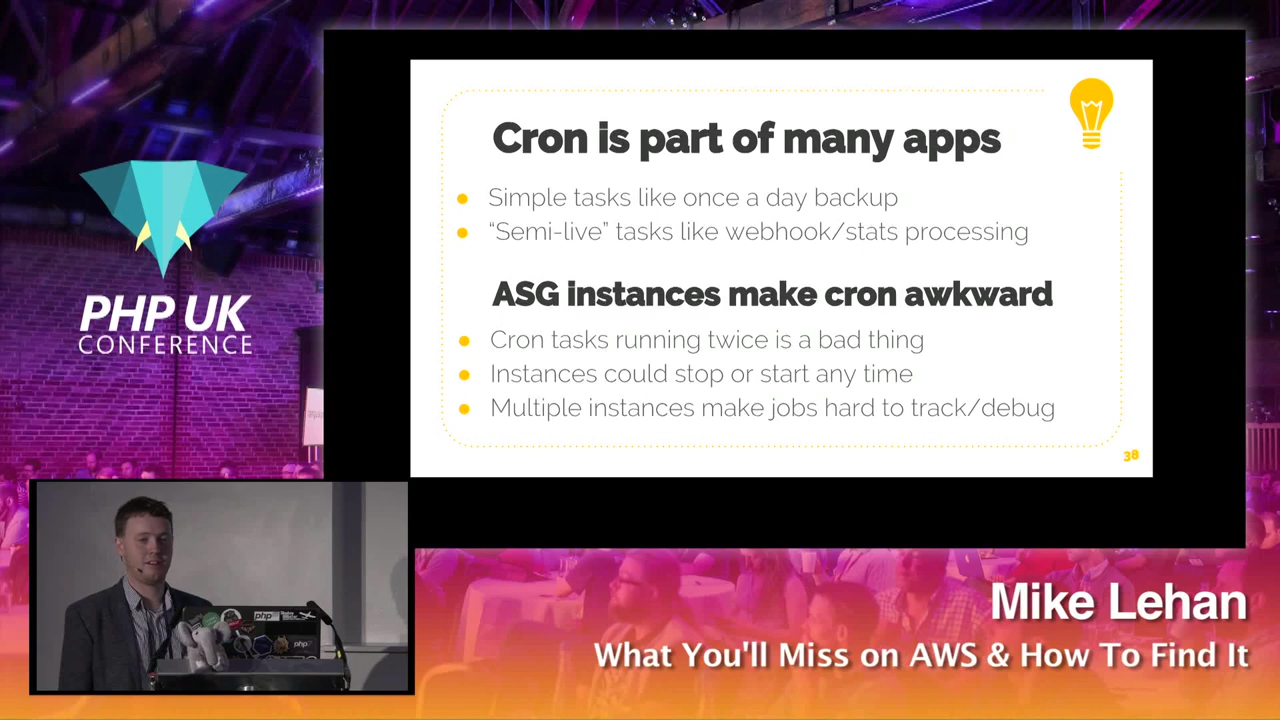 Cron is part of many apps
Simple tasks like once a day backup
“Semi-live” tasks like webhook/stats processing
ASG instances make cron awkward
Cron tasks running twice is a bad thing
Instances could stop or start any time
Multiple instances make jobs hard to track/debug
38
PHP UK
CONFERENCE
php
php
Mike Lehan
What You'll Miss on AWS & How To Find It